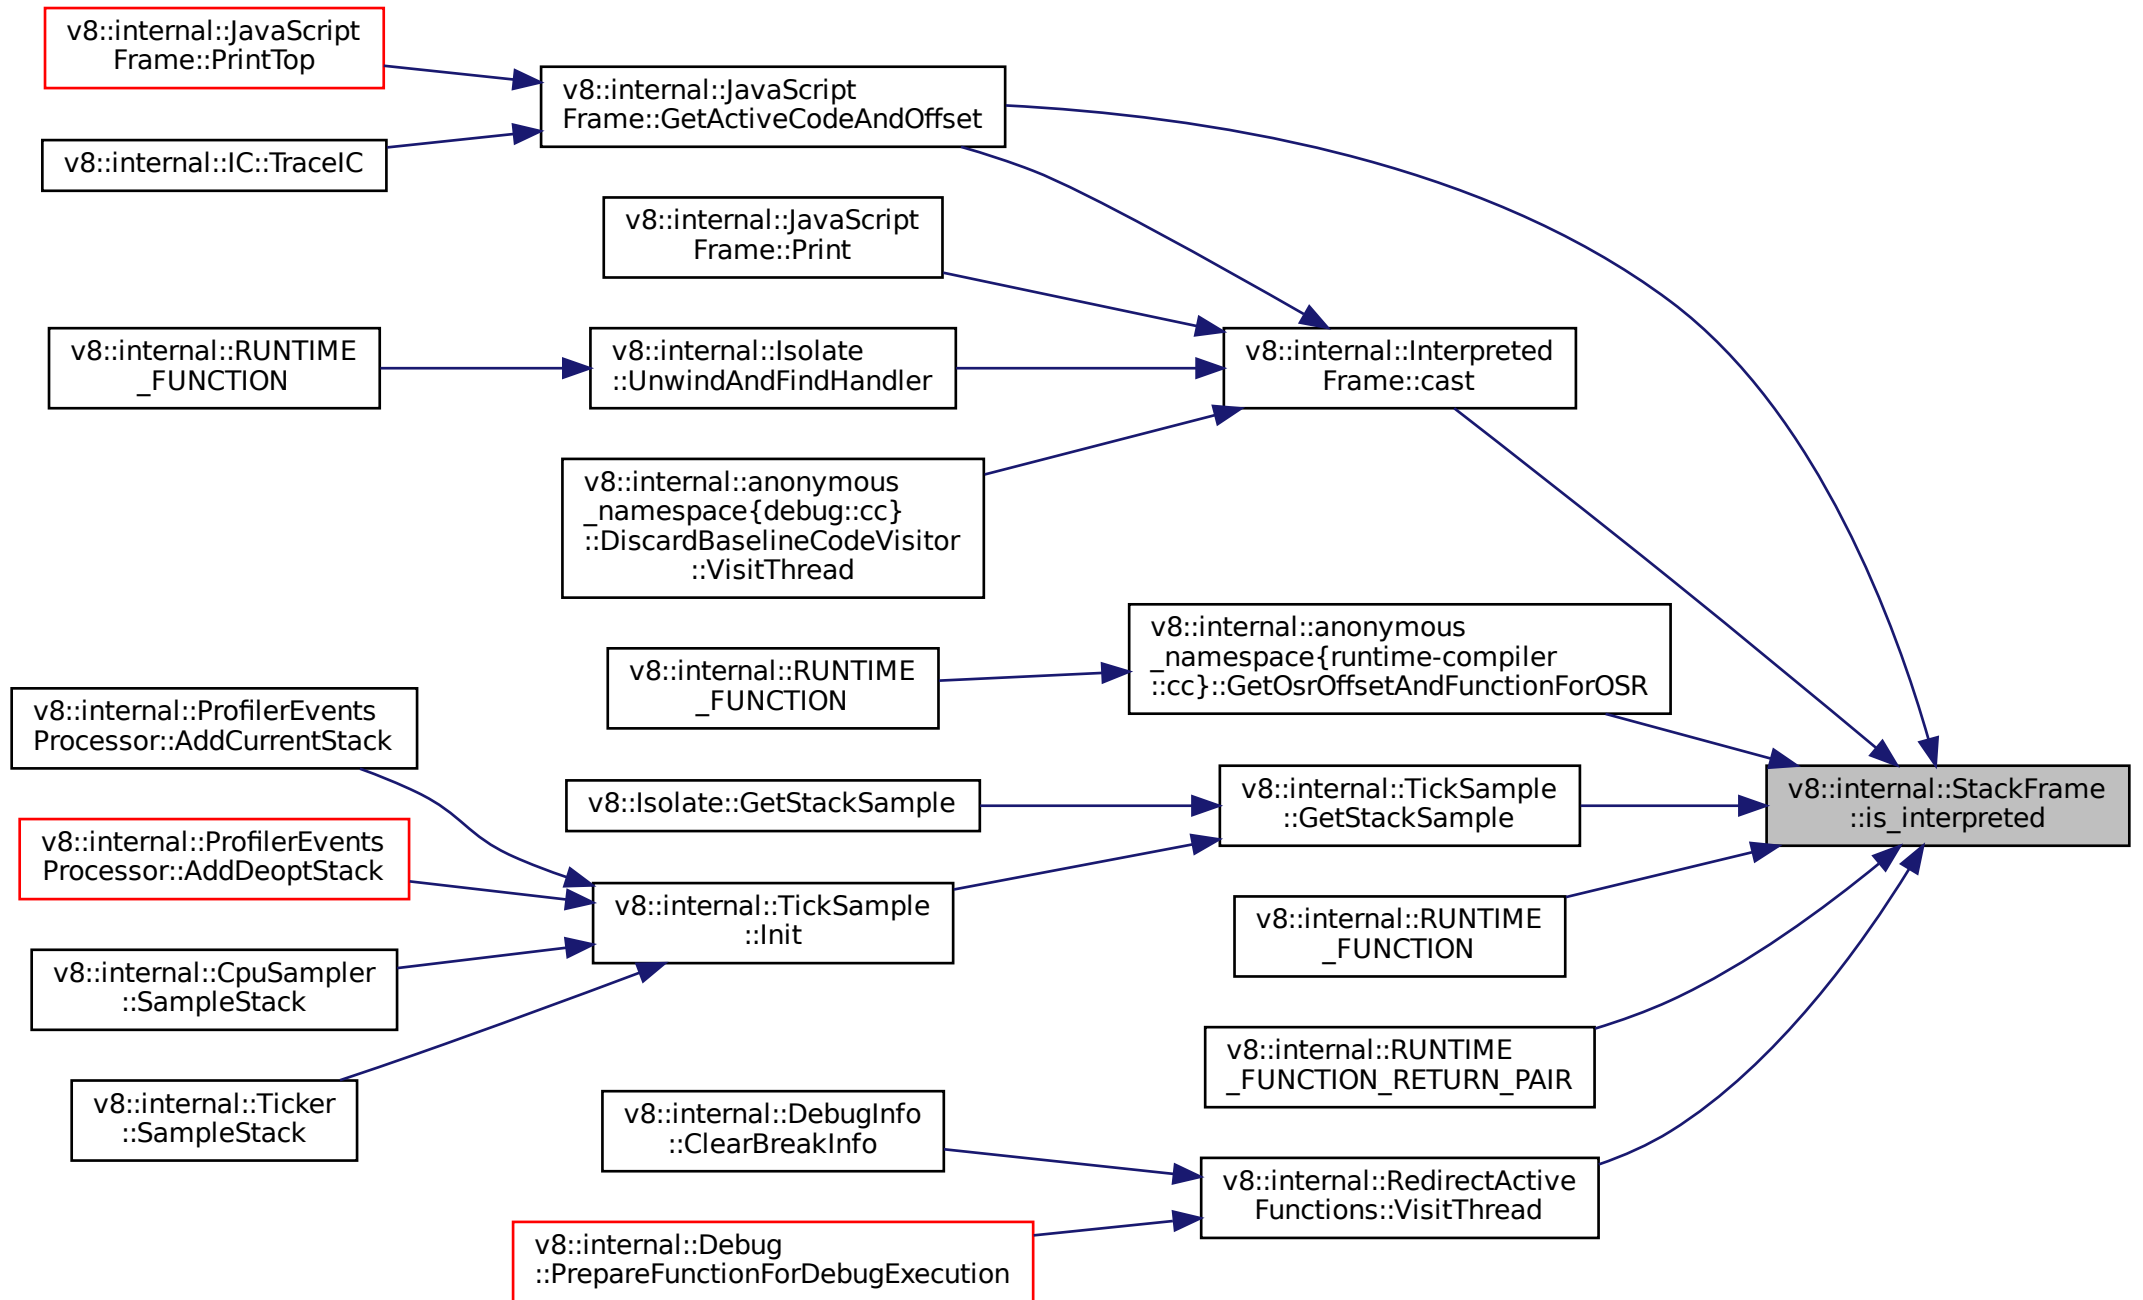 v8::internal::JavaScript
Frame::PrintTop
v8::internal::JavaScript
Frame::GetActiveCodeAndOffset
v8::internal::IC::TraceIC
v8::internal::JavaScript
Frame::Print
v8::internal::RUNTIME
_FUNCTION
v8::internal::Isolate
::UnwindAndFindHandler
v8::internal::Interpreted
Frame::cast
v8::internal::anonymous
_namespace{debug::cc}
::DiscardBaselineCodeVisitor
::VisitThread
v8::internal::anonymous
_namespace{runtime-compiler
::cc}::GetOsrOffsetAndFunctionForOSR
v8::internal::RUNTIME
_FUNCTION
v8::internal::ProfilerEvents
Processor::AddCurrentStack
v8::Isolate::GetStackSample
v8::internal::TickSample
::GetStackSample
v8::internal::StackFrame
::is_interpreted
v8::internal::ProfilerEvents
Processor::AddDeoptStack
v8::internal::TickSample
::Init
v8::internal::RUNTIME
_FUNCTION
v8::internal::CpuSampler
::SampleStack
v8::internal::RUNTIME
_FUNCTION_RETURN_PAIR
v8::internal::Ticker
::SampleStack
v8::internal::DebugInfo
::ClearBreakInfo
v8::internal::RedirectActive
Functions::VisitThread
v8::internal::Debug
::PrepareFunctionForDebugExecution